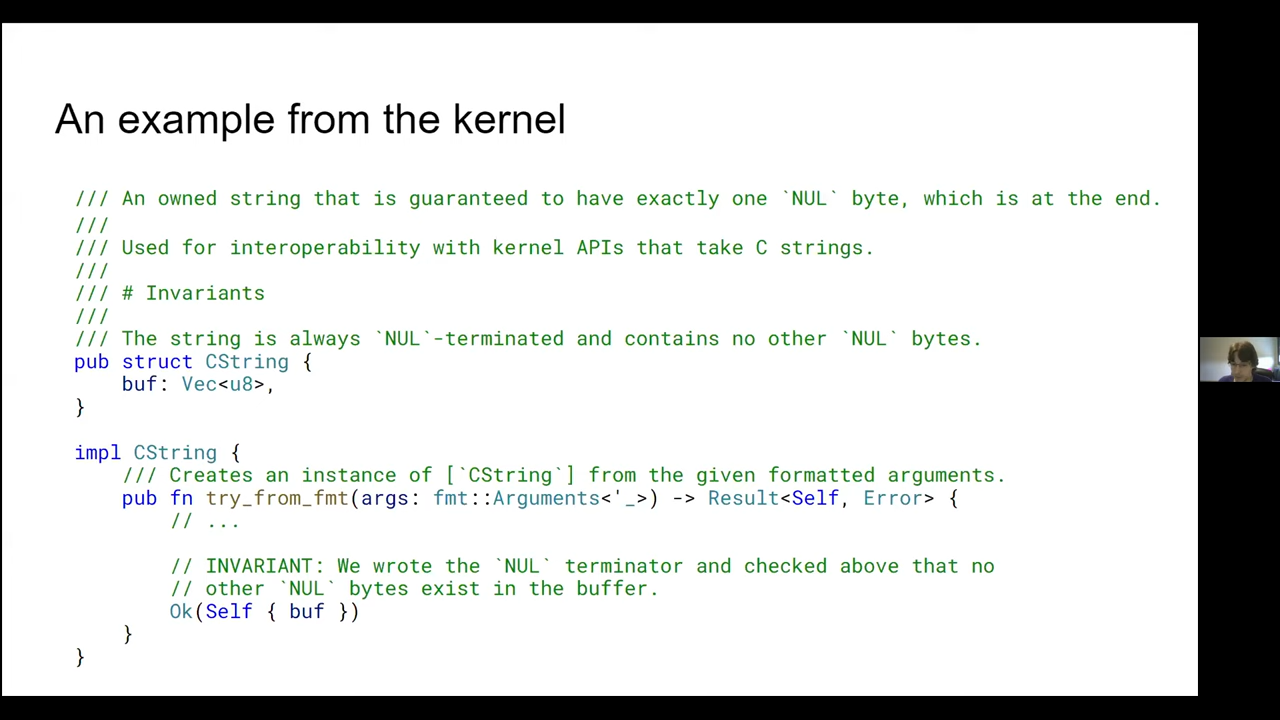 An example from the kernel
/// An owned string that is guaranteed to have exactly one `NUL` byte, which is at the end.
///
/// Used for interoperability with kernel APIs that take C strings.
///
/// # Invariants
///
/// The string is always `NUL`-terminated and contains no other `NUL` bytes.
pub struct CString {
    buf: Vec<u8>,
}
impl CString {
    /// Creates an instance of [`CString`] from the given formatted arguments.
    pub fn try_from_fmt(args: fmt::Arguments<'_>) -> Result<Self, Error> {
        // ...
        // INVARIANT: We wrote the `NUL` terminator and checked above that no
        // other `NUL` bytes exist in the buffer.
        Ok(Self { buf })
    }
}